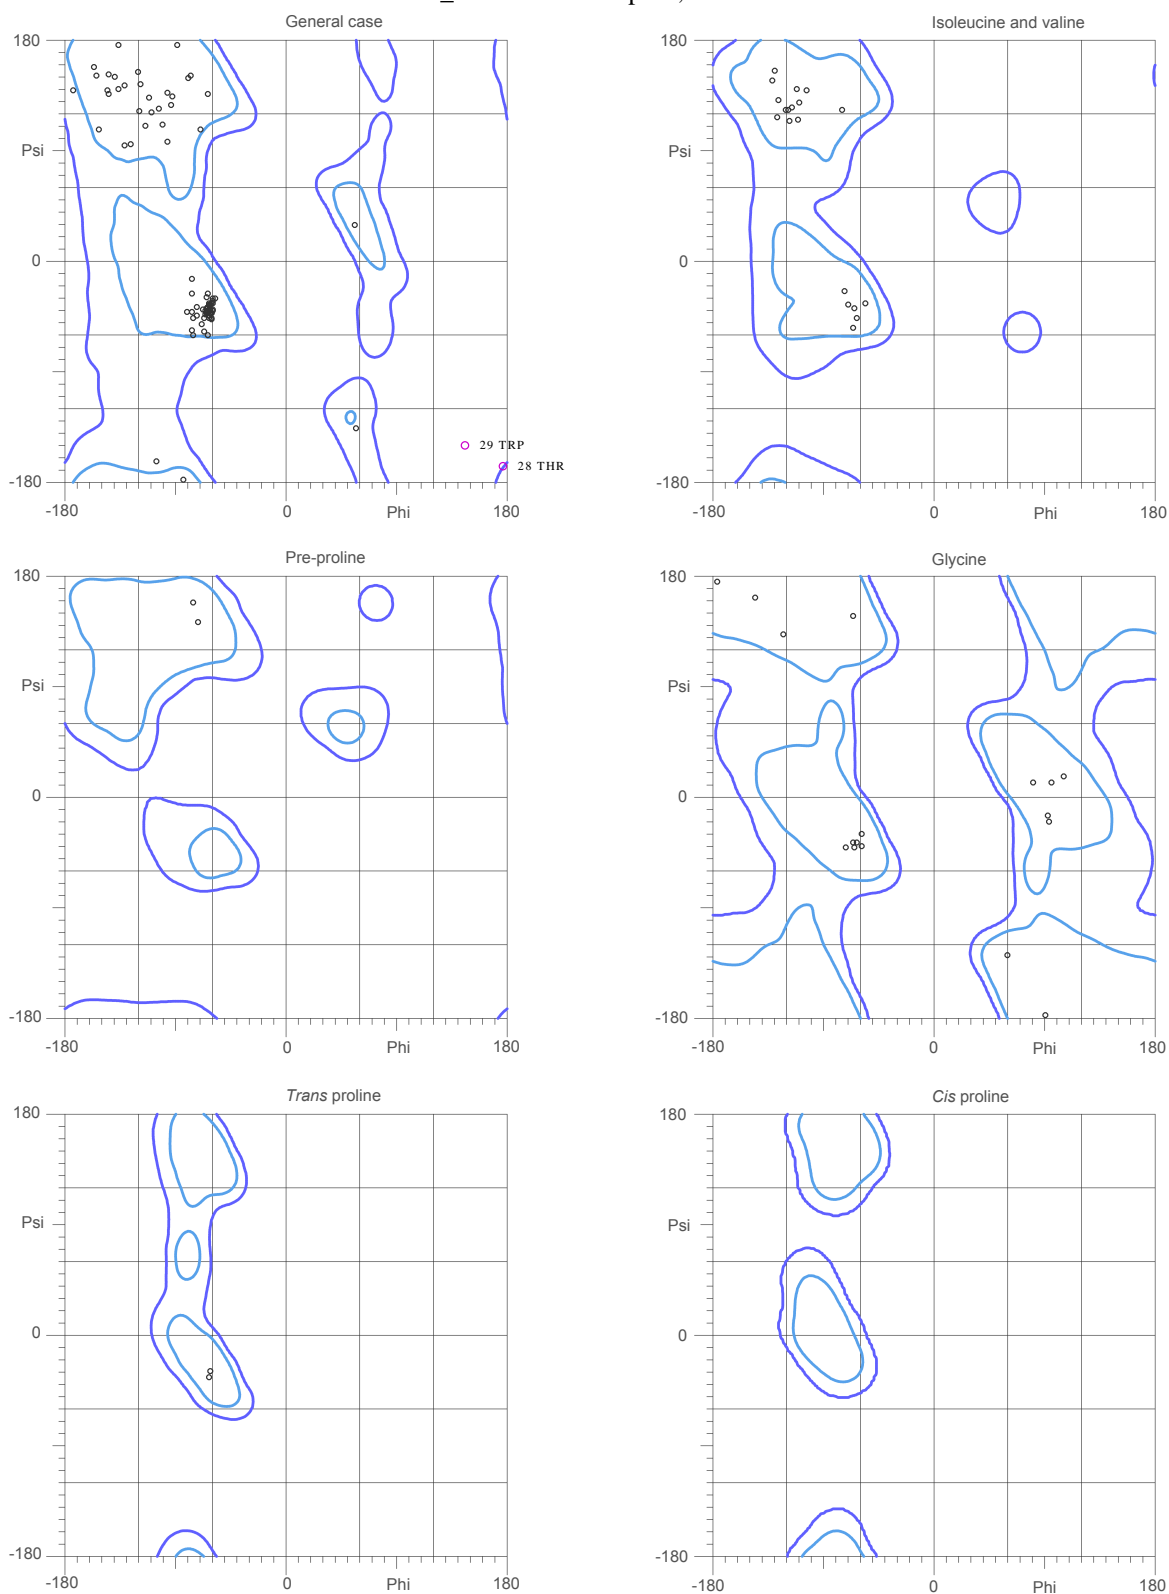 General case
Isoleucine and valine
180
180
Psi
Psi
0
0
29 TRP
28 THR
-180
-180
-180
0
Phi
180
-180
0
Phi
180
Pre-proline
Glycine
180
180
Psi
Psi
0
0
-180
-180
-180
0
Phi
180
-180
0
Phi
180
Trans proline
Cis proline
180
180
Psi
Psi
0
0
-180
-180
-180
0
Phi
180
-180
0
Phi
180